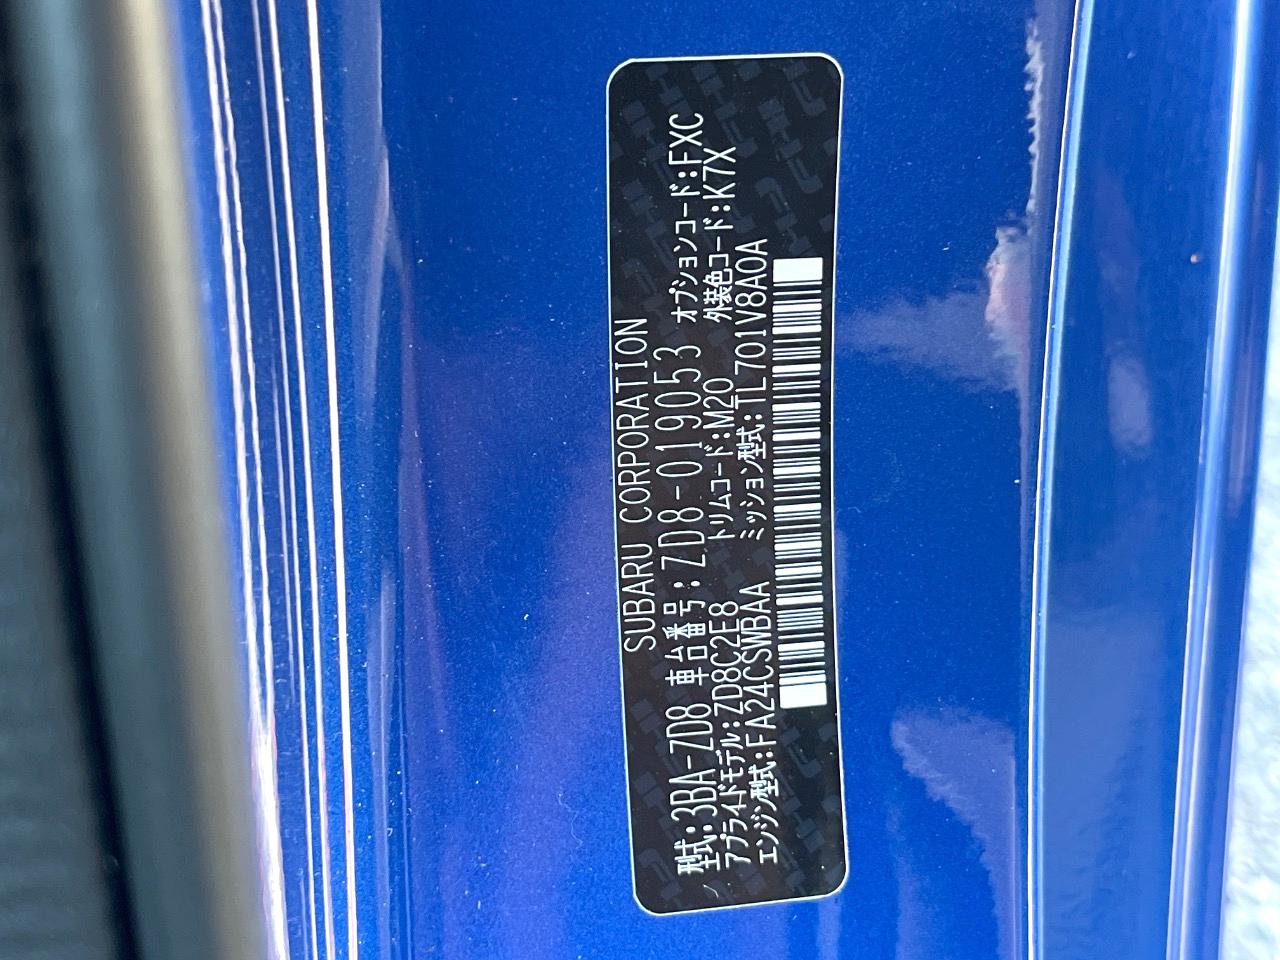 SUBARU CORPORATION
型式:3BA-ZD8 車台番号:ZD8-019053 オプションコード:FXC
アプライドモデル:ZD8C2E8 トリムコード:M20 外装色コード:K7X
エンジン型式:FA24CSWBAA ミッション型式:TL701V8A0A